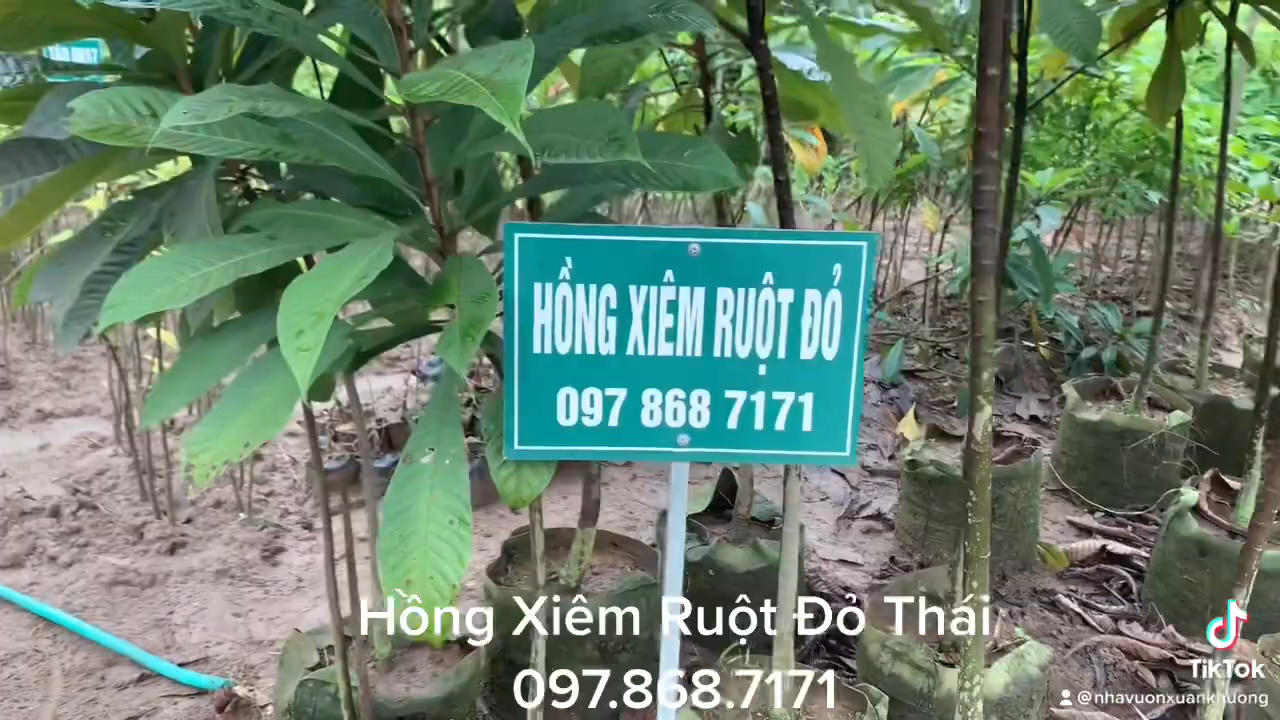 HỒNG XIÊM RUỘT ĐỎ
097 868 7171
Hồng Xiêm Ruột Đỏ Thái
097.868.7171
TikTok
@nhavuonxuankhuong